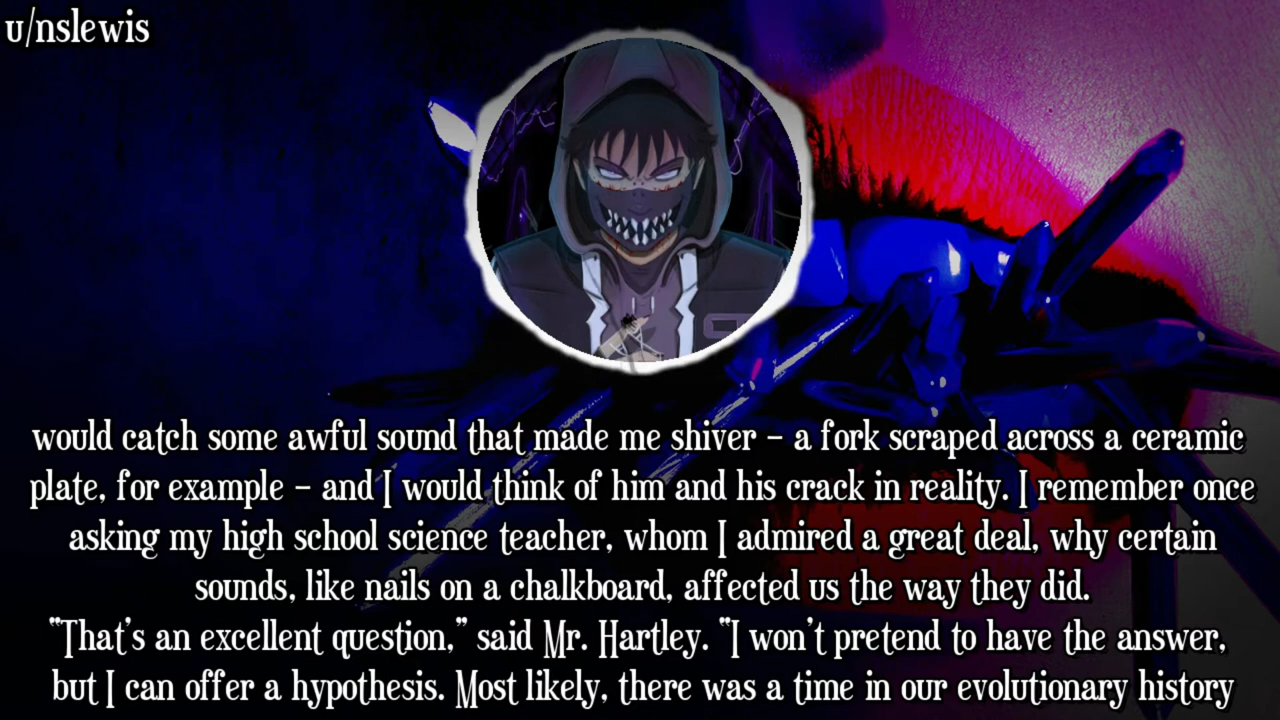 u/nslewis
would catch some awful sound that made me shiver – a fork scraped across a ceramic
plate, for example – and I would think of him and his crack in reality. I remember once
asking my high school science teacher, whom I admired a great deal, why certain
sounds, like nails on a chalkboard, affected us the way they did.
“That’s an excellent question,” said Mr. Hartley. “I won’t pretend to have the answer,
but I can offer a hypothesis. Most likely, there was a time in our evolutionary history